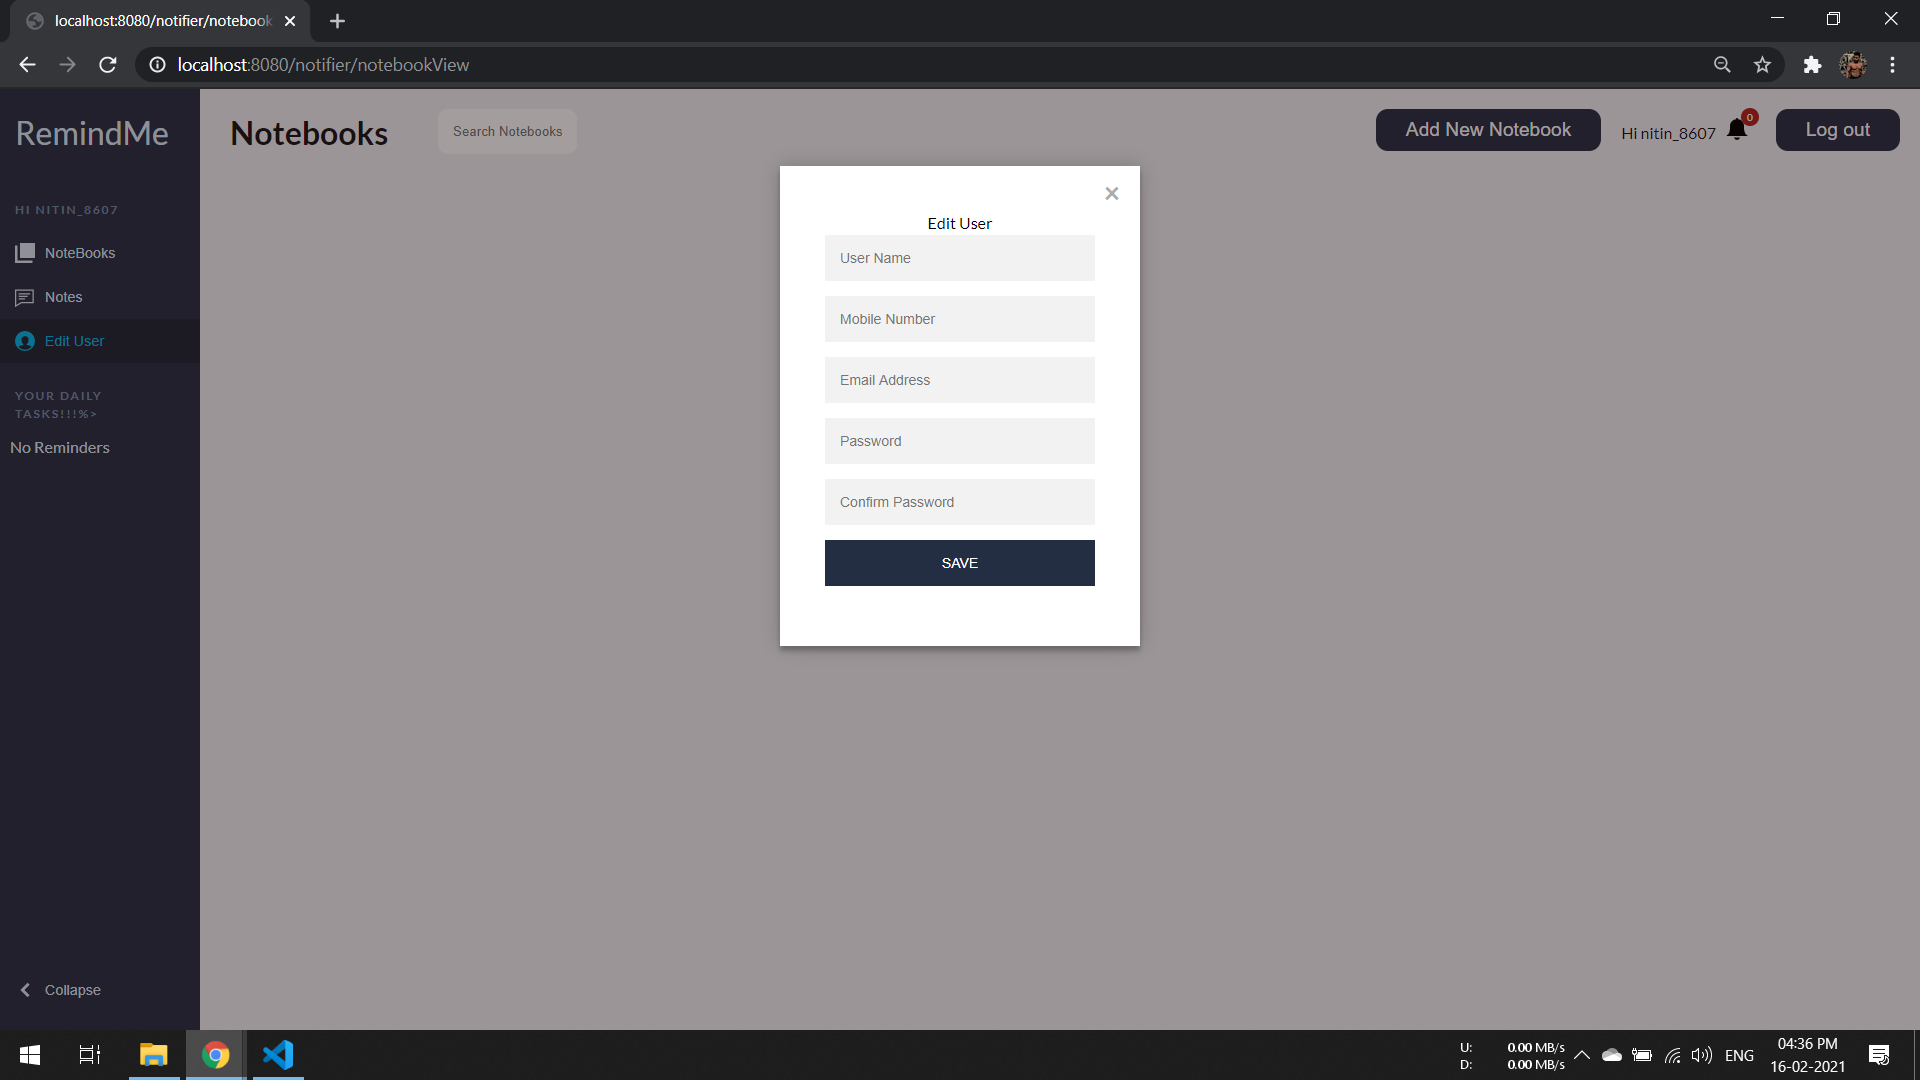 localhost:8080/notifier/notebook
localhost:8080/notifier/notebookView
RemindMe
Notebooks
Search Notebooks
Add New Notebook
Hi nitin_8607
0
Log out
HI NITIN_8607
NoteBooks
Notes
Edit User
YOUR DAILY
TASKS!!!%>
No Reminders
Collapse
×
Edit User
User Name
Mobile Number
Email Address
Password
Confirm Password
SAVE
U: 0.00 MB/s
D: 0.00 MB/s
ENG
04:36 PM
16-02-2021